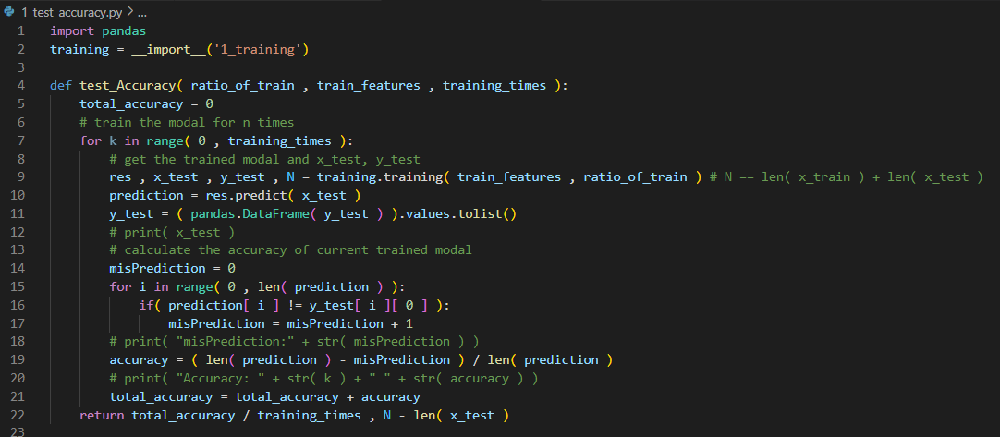 1_test_accuracy.py > ...
1 import pandas
2 training = __import__('1_training')
3
4 def test_Accuracy( ratio_of_train , train_features , training_times ):
5     total_accuracy = 0
6     # train the modal for n times
7     for k in range( 0 , training_times ):
8         # get the trained modal and x_test, y_test
9         res , x_test , y_test , N = training.training( train_features , ratio_of_train ) # N == len( x_train ) + len( x_test )
10         prediction = res.predict( x_test )
11         y_test = ( pandas.DataFrame( y_test ) ).values.tolist()
12         # print( x_test )
13         # calculate the accuracy of current trained modal
14         misPrediction = 0
15         for i in range( 0 , len( prediction ) ):
16             if( prediction[ i ] != y_test[ i ][ 0 ] ):
17                 misPrediction = misPrediction + 1
18         # print( "misPrediction:" + str( misPrediction ) )
19         accuracy = ( len( prediction ) - misPrediction ) / len( prediction )
20         # print( "Accuracy: " + str( k ) + " " + str( accuracy ) )
21         total_accuracy = total_accuracy + accuracy
22     return total_accuracy / training_times , N - len( x_test )
23